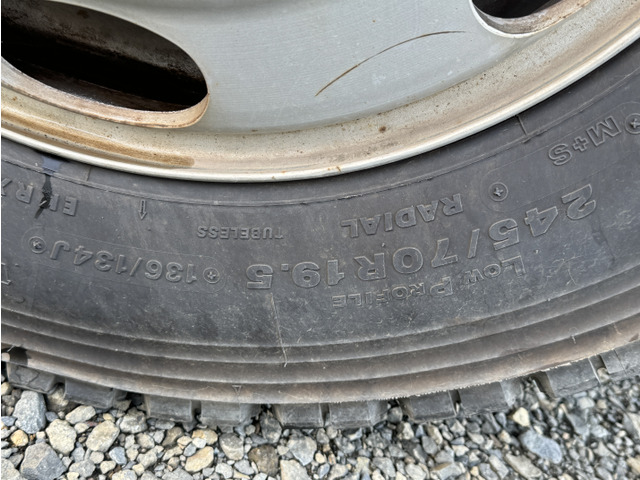 M+S
RADIAL
TUBELESS
245/70R19.5 136/134J
LOW PROFILE